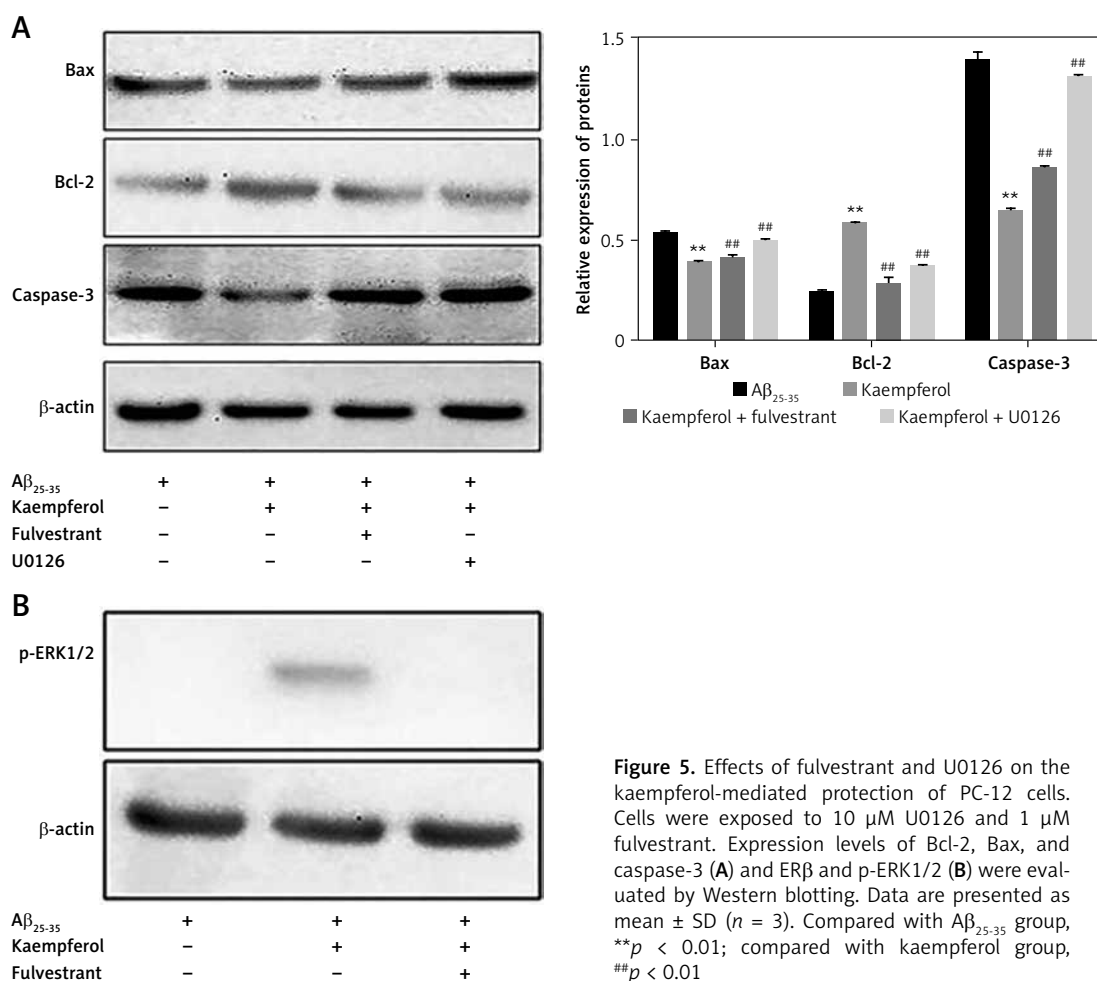 A
Bax
Bcl-2
Caspase-3
β-actin
Aβ25-35 + + + +
Kaempferol – + + +
Fulvestrant – – + –
U0126 – – – +
Relative expression of proteins
1.5
1.0
0.5
0
** ## ##
** ## ##
** ## ##
Bax Bcl-2 Caspase-3
Aβ25-35 Kaempferol
Kaempferol + fulvestrant Kaempferol + U0126
B
p-ERK1/2
β-actin
Aβ25-35 + + +
Kaempferol – + +
Fulvestrant – – +
Figure 5. Effects of fulvestrant and U0126 on the
kaempferol-mediated protection of PC-12 cells.
Cells were exposed to 10 μM U0126 and 1 μM
fulvestrant. Expression levels of Bcl-2, Bax, and
caspase-3 (A) and ERβ and p-ERK1/2 (B) were eval-
uated by Western blotting. Data are presented as
mean ± SD (n = 3). Compared with Aβ25-35 group,
**p < 0.01; compared with kaempferol group,
##p < 0.01